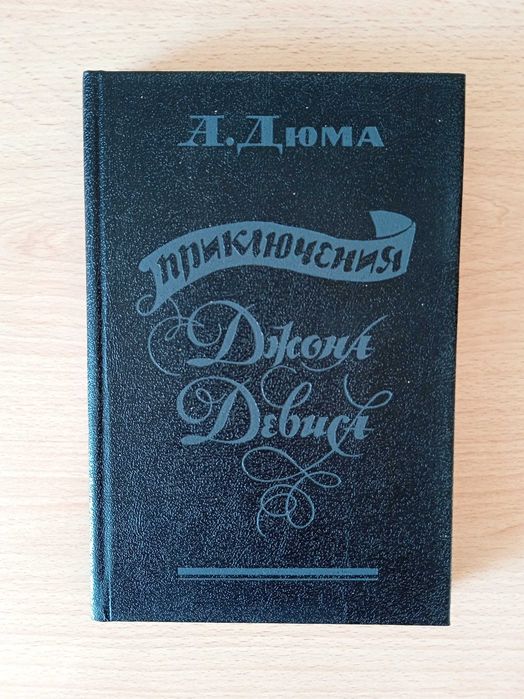 А. Дюма
Приключения
Джона
Девиса